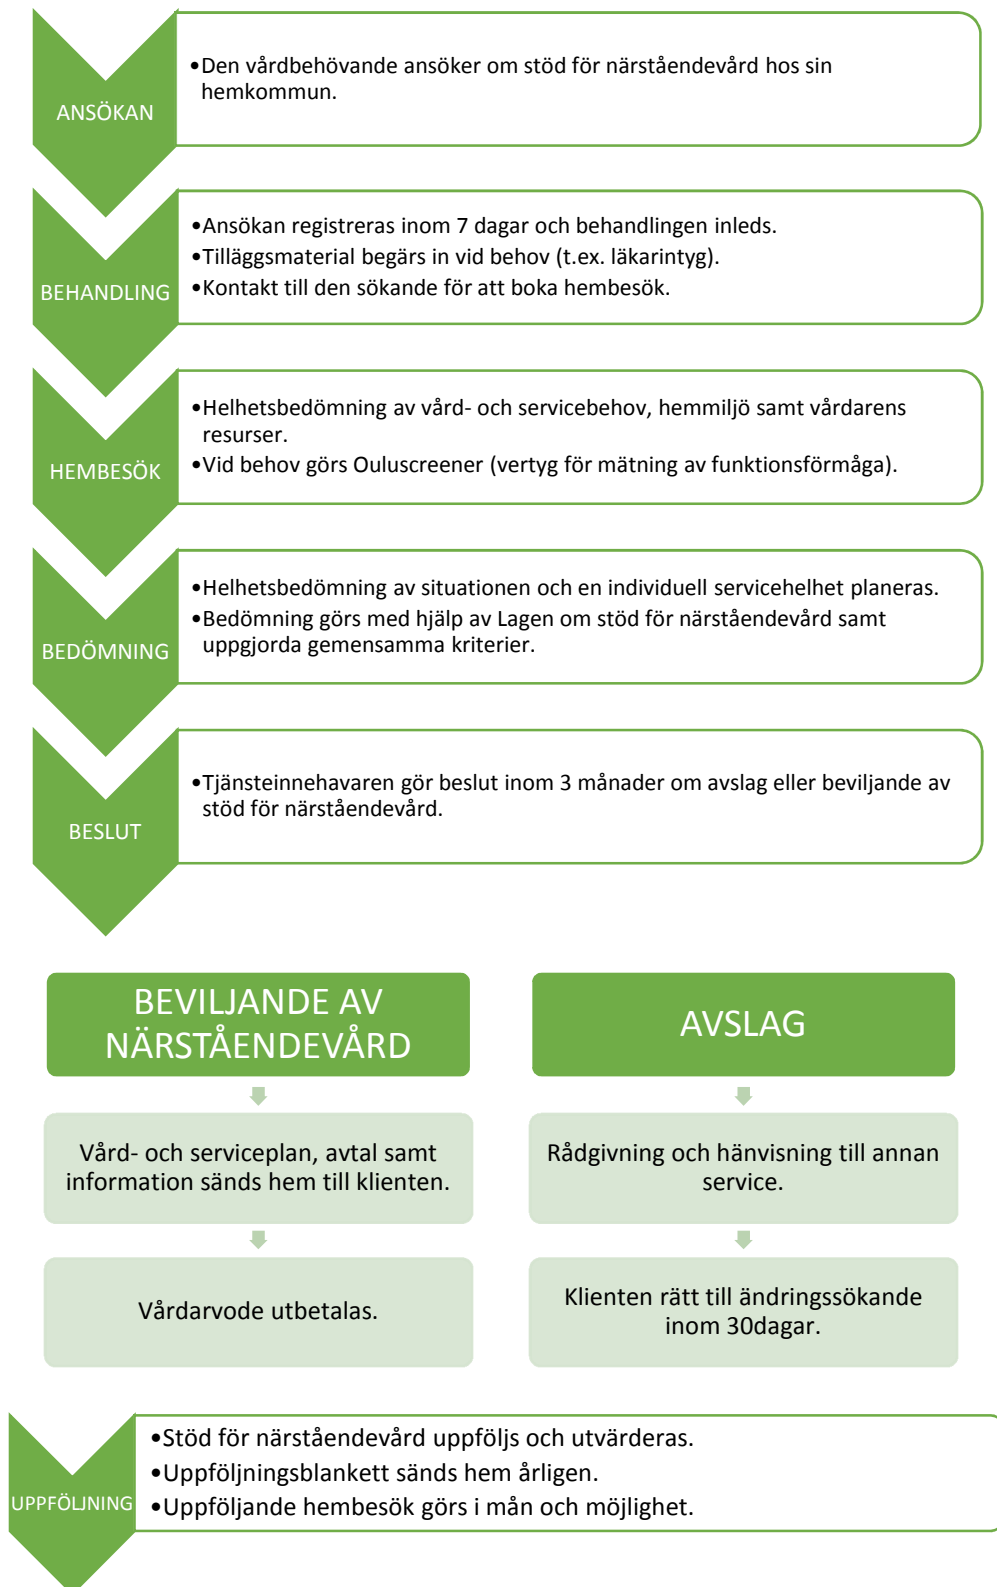 ANSÖKAN
•Den vårdbehövande ansöker om stöd för närståendevård hos sin
hemkommun.
BEHANDLING
•Ansökan registreras inom 7 dagar och behandlingen inleds.
•Tilläggsmaterial begärs in vid behov (t.ex. läkarintyg).
•Kontakt till den sökande för att boka hembesök.
HEMBESÖK
•Helhetsbedömning av vård- och servicebehov, hemmiljö samt vårdarens
resurser.
•Vid behov görs Ouluscreener (vertyg för mätning av funktionsförmåga).
BEDÖMNING
•Helhetsbedömning av situationen och en individuell servicehelhet planeras.
•Bedömning görs med hjälp av Lagen om stöd för närståendevård samt
uppgjorda gemensamma kriterier.
BESLUT
•Tjänsteinnehavaren gör beslut inom 3 månader om avslag eller beviljande av
stöd för närståendevård.
BEVILJANDE AV
NÄRSTÅENDEVÅRD
Vård- och serviceplan, avtal samt
information sänds hem till klienten.
Vårdarvode utbetalas.
AVSLAG
Rådgivning och hänvisning till annan
service.
Klienten rätt till ändringssökande
inom 30dagar.
UPPFÖLJNING
•Stöd för närståendevård uppföljs och utvärderas.
•Uppföljningsblankett sänds hem årligen.
•Uppföljande hembesök görs i mån och möjlighet.